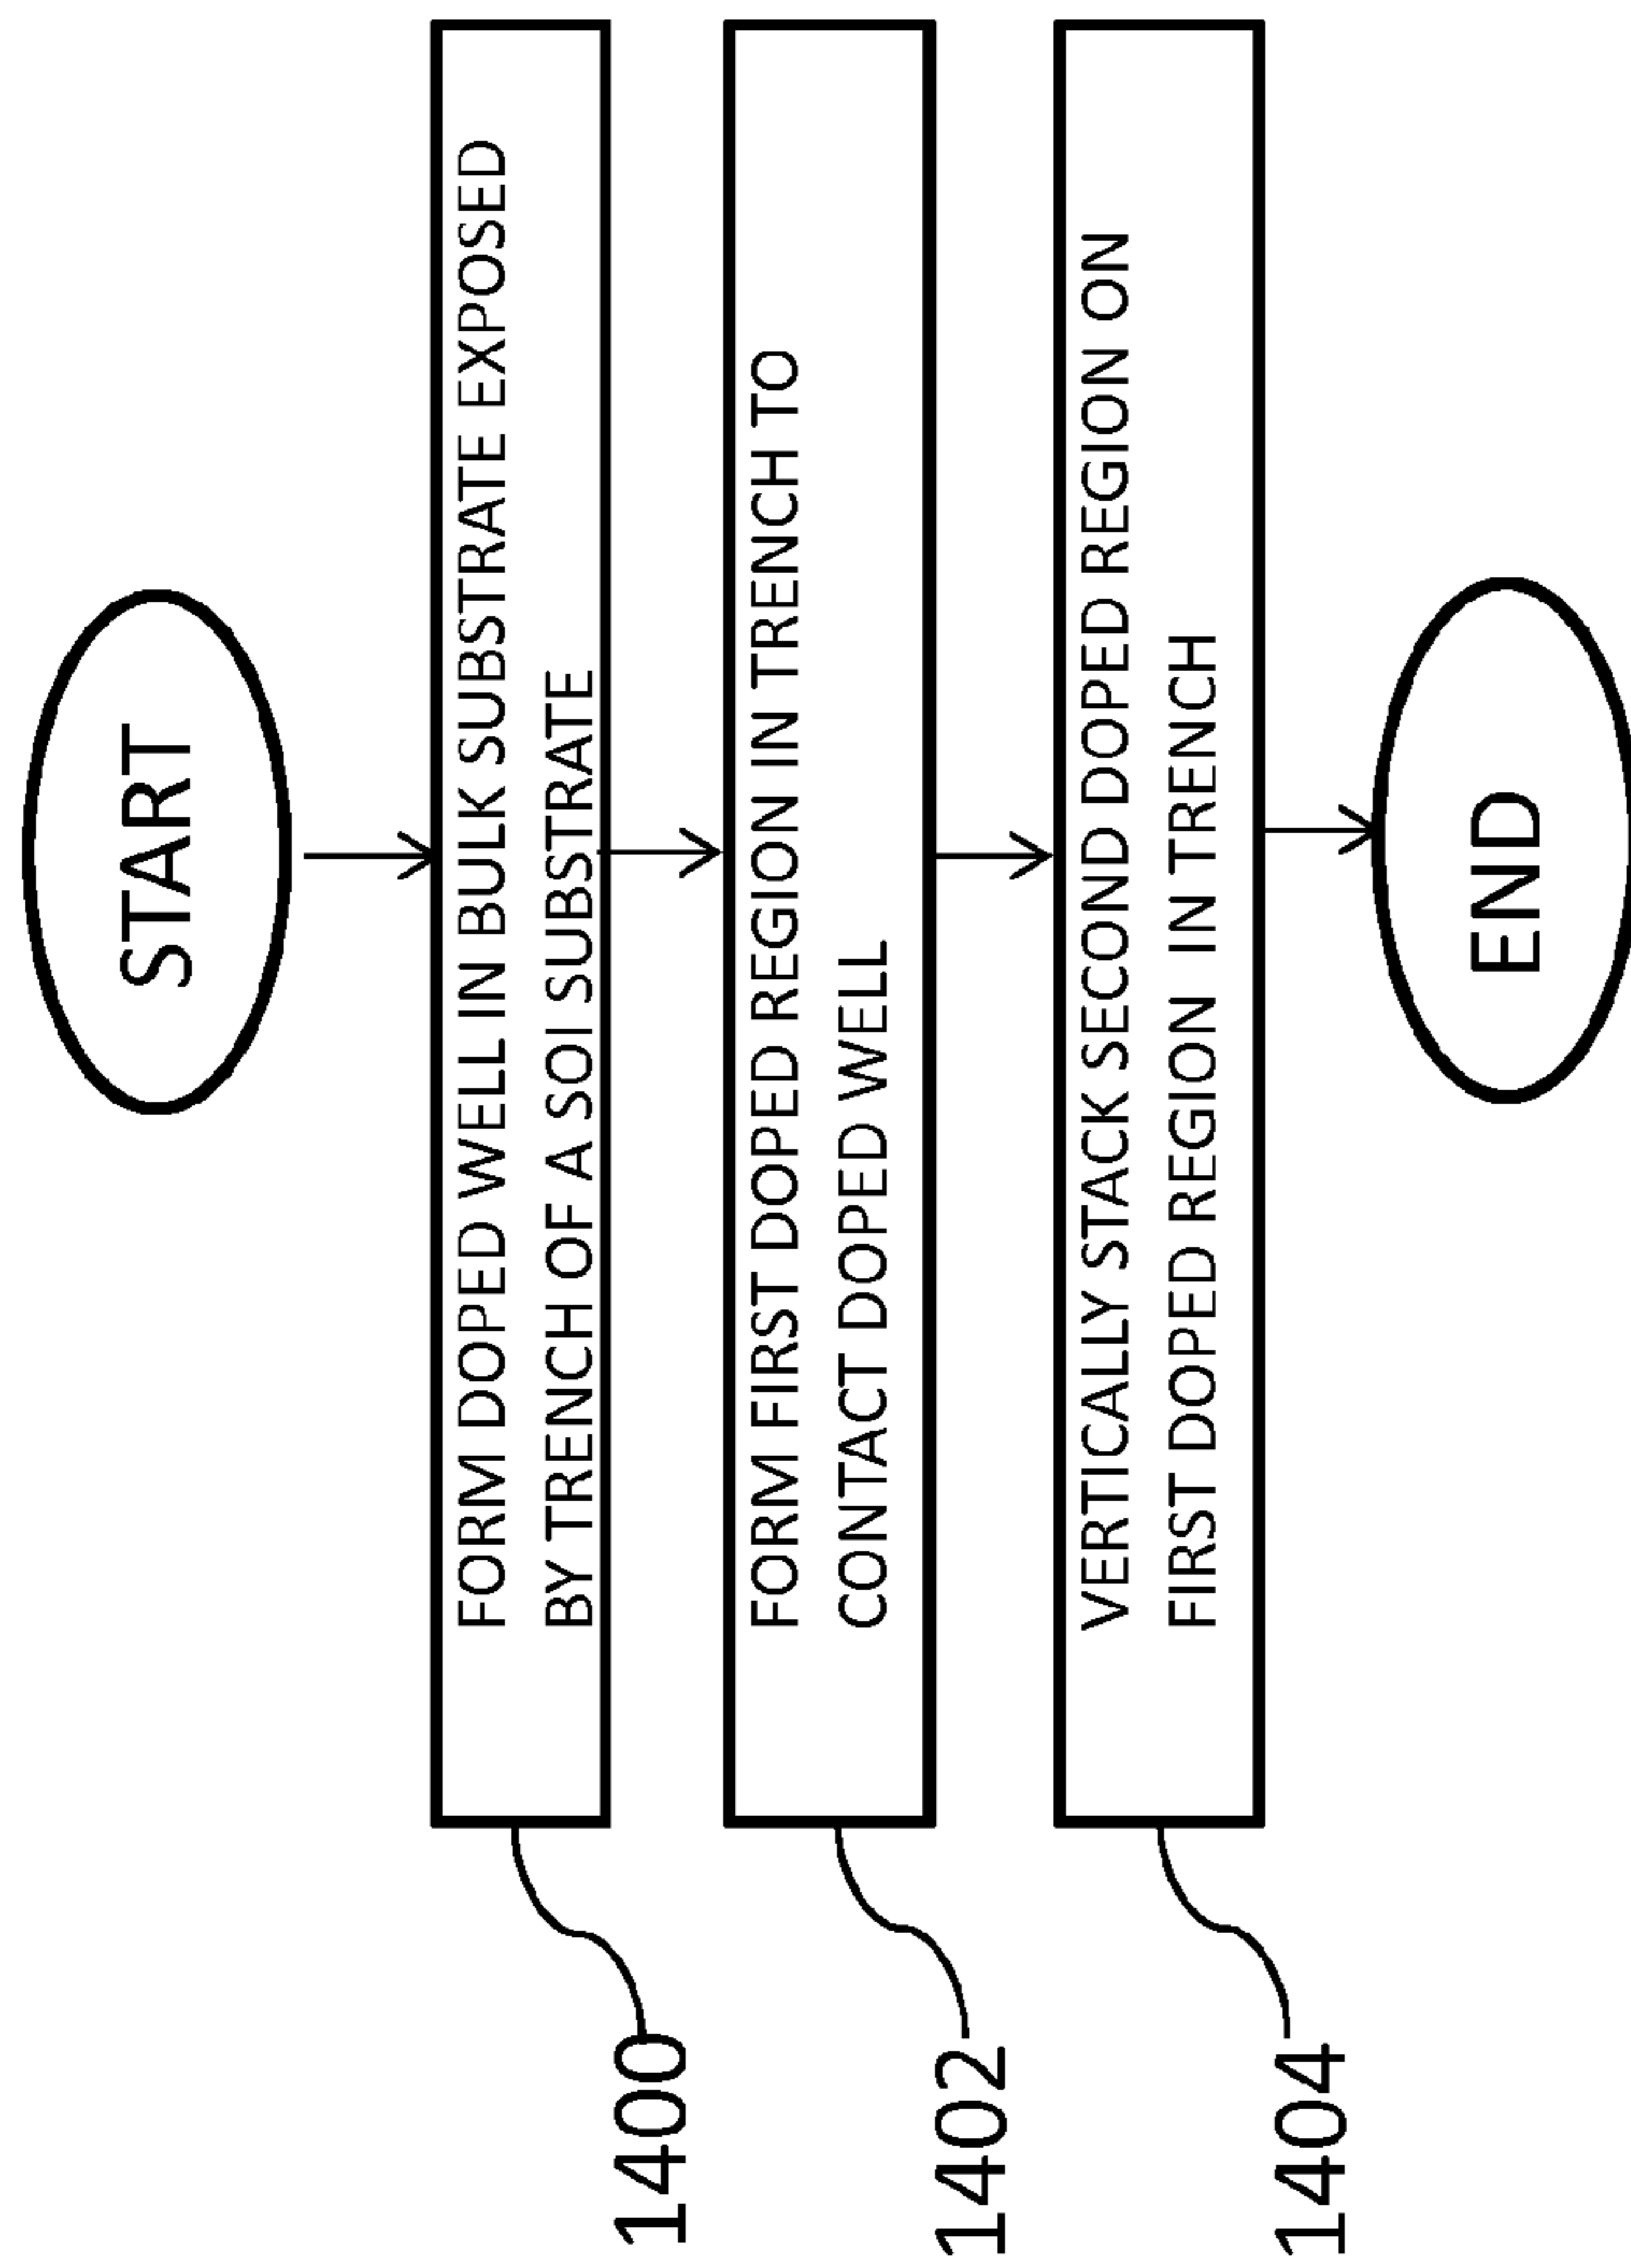 START
FORM DOPED WELL IN BULK SUBSTRATE EXPOSED
BY TRENCH OF A SOI SUBSTRATE
1400
FORM FIRST DOPED REGION IN TRENCH TO
CONTACT DOPED WELL
1402
VERTICALLY STACK SECOND DOPED REGION ON
FIRST DOPED REGION IN TRENCH
1404
END